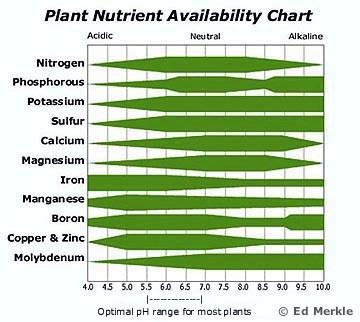 Plant Nutrient Availability Chart
Acidic Neutral Alkaline
Nitrogen
Phosphorous
Potassium
Sulfur
Calcium
Magnesium
Iron
Manganese
Boron
Copper & Zinc
Molybdenum
4.0 4.5 5.0 5.5 6.0 6.5 7.0 7.5 8.0 8.5 9.0 9.5 10.0
Optimal pH range for most plants
© Ed Merkle